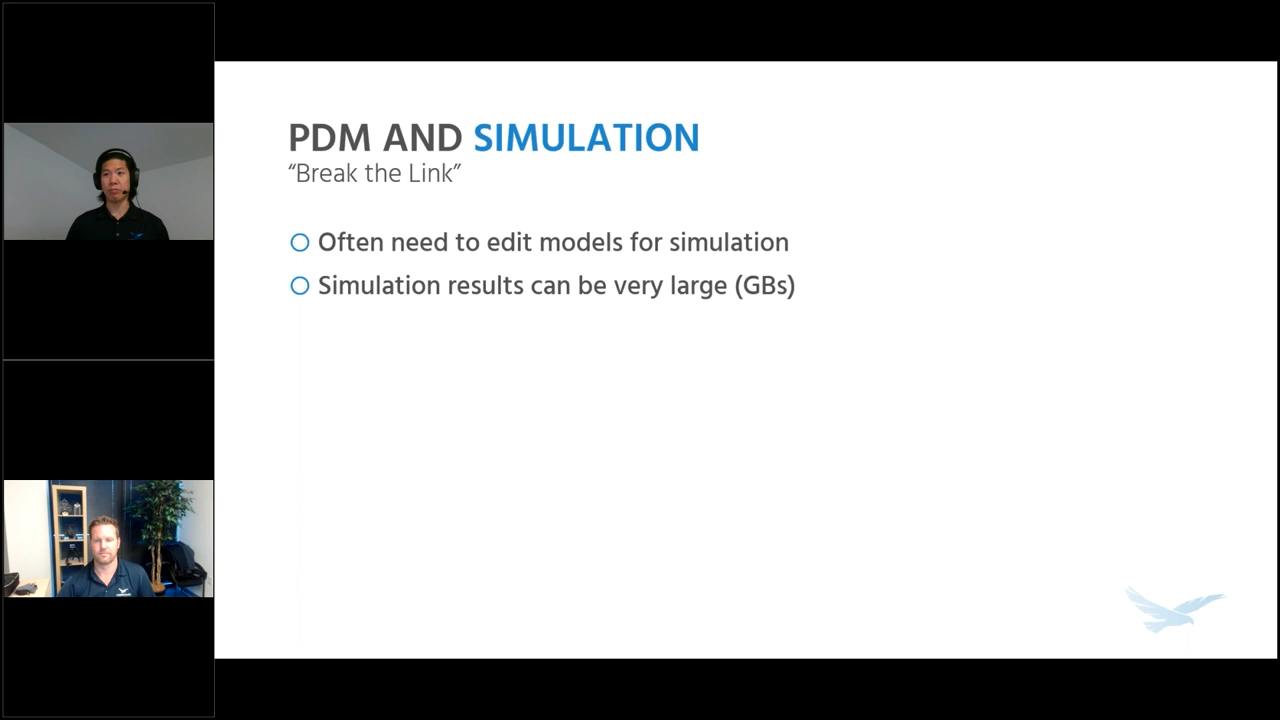 PDM AND SIMULATION
“Break the Link”
Often need to edit models for simulation
Simulation results can be very large (GBs)